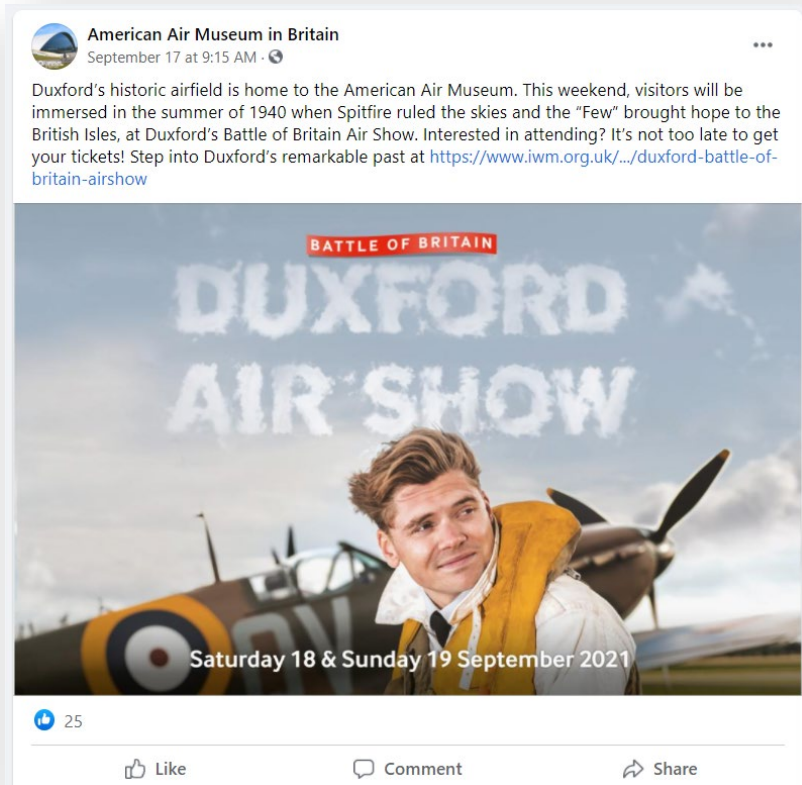 American Air Museum in Britain
September 17 at 9:15 AM ·
Duxford's historic airfield is home to the American Air Museum. This weekend, visitors will be
immersed in the summer of 1940 when Spitfire ruled the skies and the “Few” brought hope to the
British Isles, at Duxford's Battle of Britain Air Show. Interested in attending? It's not too late to get
your tickets! Step into Duxford's remarkable past at https://www.iwm.org.uk/.../duxford-battle-of-
britain-airshow
BATTLE OF BRITAIN
DUXFORD
AIR SHOW
Saturday 18 & Sunday 19 September 2021
25
Like Comment Share